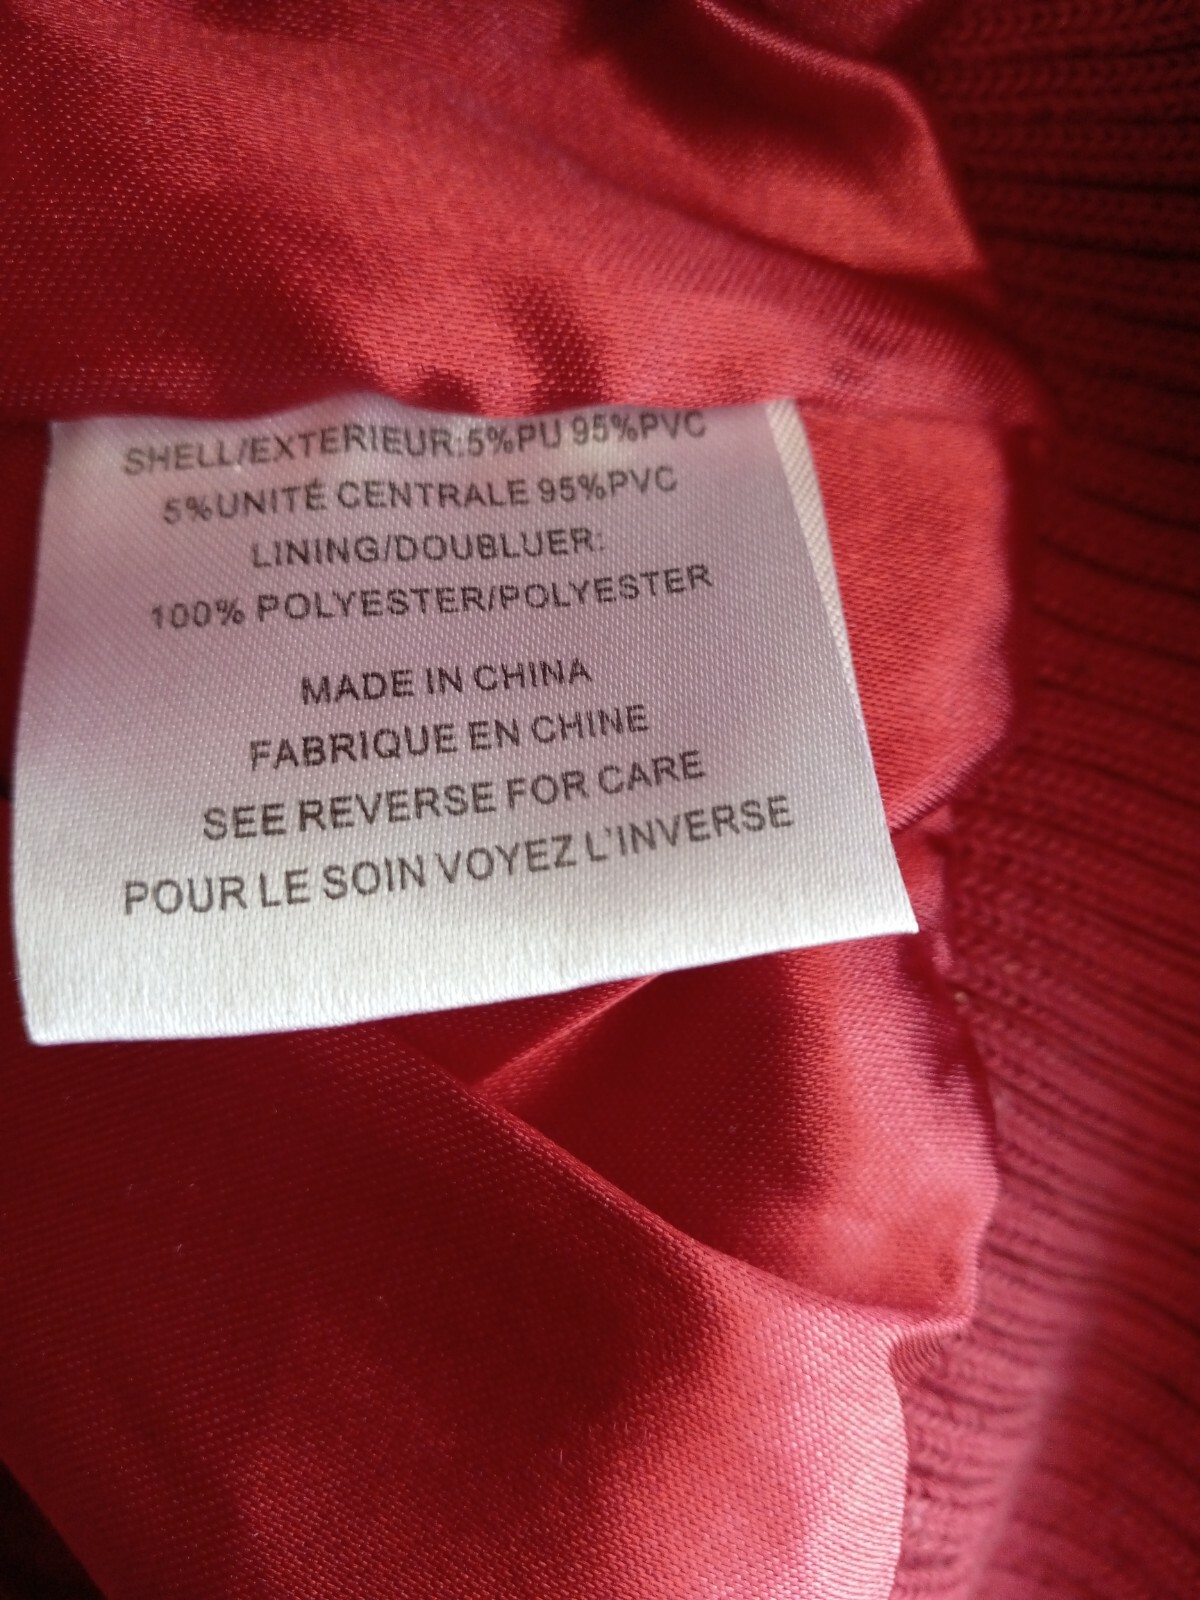 SHELL/EXTERIEUR:5%PU 95%PVC
5%UNITÉ CENTRALE 95%PVC
LINING/DOUBLUER:
100% POLYESTER/POLYESTER
MADE IN CHINA
FABRIQUE EN CHINE
SEE REVERSE FOR CARE
POUR LE SOIN VOYEZ L'INVERSE